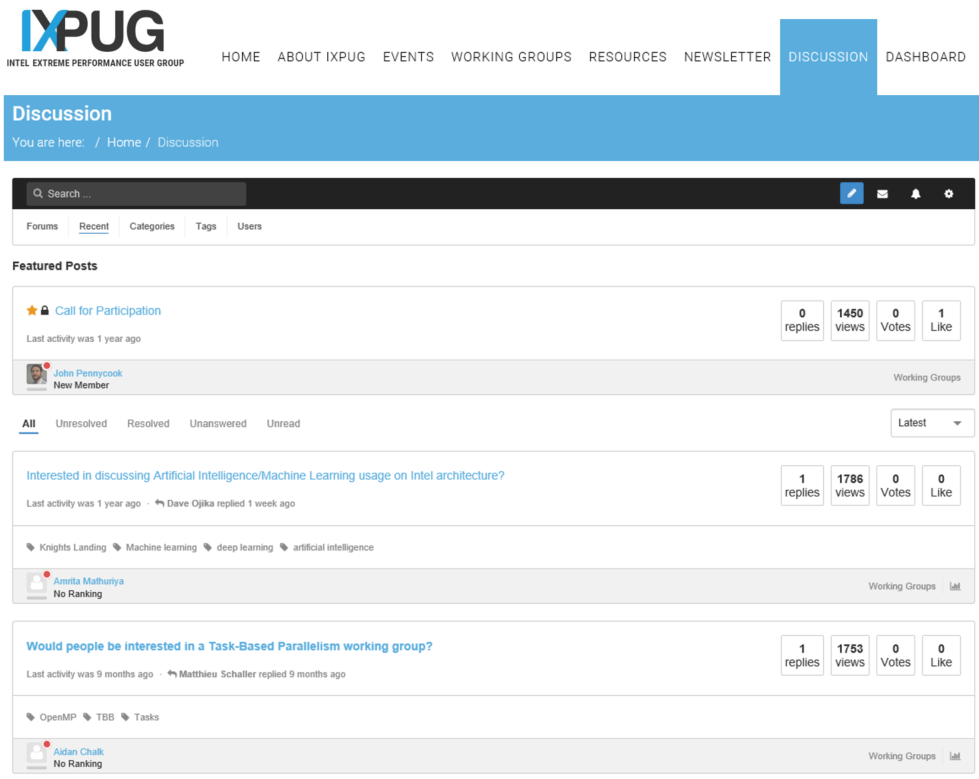 IXPUG
INTEL EXTREME PERFORMANCE USER GROUP
HOME ABOUT IXPUG EVENTS WORKING GROUPS RESOURCES NEWSLETTER DISCUSSION DASHBOARD
Discussion
You are here: / Home / Discussion
Search ...
Forums Recent Categories Tags Users
Featured Posts
Call for Participation
0 replies 1450 views 0 Votes 1 Like
Last activity was 1 year ago
John Pennycook
New Member
Working Groups
All Unresolved Resolved Unanswered Unread
Latest
Interested in discussing Artificial Intelligence/Machine Learning usage on Intel architecture?
1 replies 1786 views 0 Votes 0 Like
Last activity was 1 year ago · Dave Ojika replied 1 week ago
Knights Landing Machine learning deep learning artificial intelligence
Amrita Mathuriya
No Ranking
Working Groups
Would people be interested in a Task-Based Parallelism working group?
1 replies 1753 views 0 Votes 0 Like
Last activity was 9 months ago · Matthieu Schaller replied 9 months ago
OpenMP TBB Tasks
Aidan Chalk
No Ranking
Working Groups